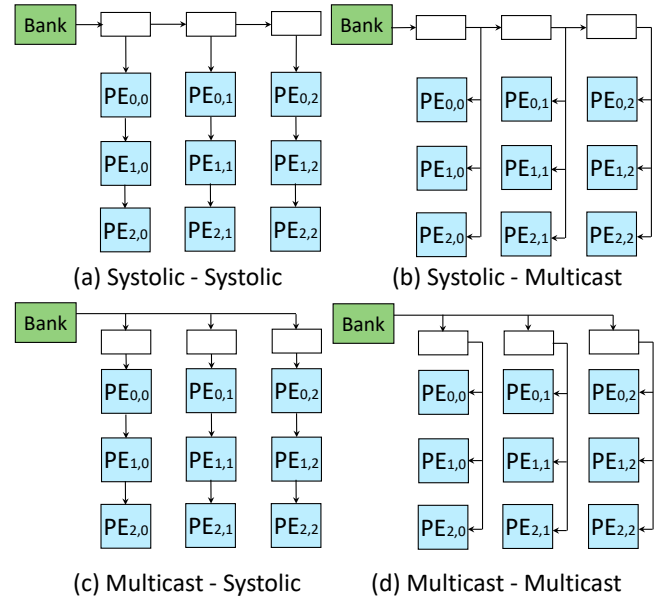 Bank
PE0,0 PE0,1 PE0,2
PE1,0 PE1,1 PE1,2
PE2,0 PE2,1 PE2,2
(a) Systolic - Systolic
Bank
PE0,0 PE0,1 PE0,2
PE1,0 PE1,1 PE1,2
PE2,0 PE2,1 PE2,2
(b) Systolic - Multicast
Bank
PE0,0 PE0,1 PE0,2
PE1,0 PE1,1 PE1,2
PE2,0 PE2,1 PE2,2
(c) Multicast - Systolic
Bank
PE0,0 PE0,1 PE0,2
PE1,0 PE1,1 PE1,2
PE2,0 PE2,1 PE2,2
(d) Multicast - Multicast